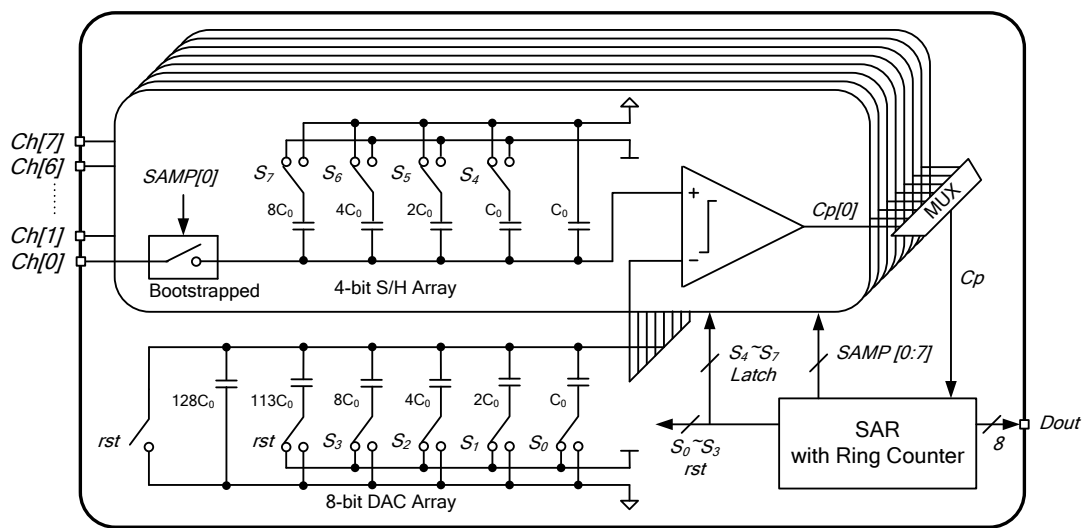 Ch[7]
Ch[6]
Ch[1]
Ch[0]
SAMP[0]
Bootstrapped
S7 S6 S5 S4
8C0 4C0 2C0 C0 C0
4-bit S/H Array
+
−
Cp[0]
MUX
Cp
S4~S7
Latch
SAMP [0:7]
128C0 113C0 8C0 4C0 2C0 C0
rst rst S3 S2 S1 S0
8-bit DAC Array
S0~S3
rst
SAR
with Ring Counter
8
Dout